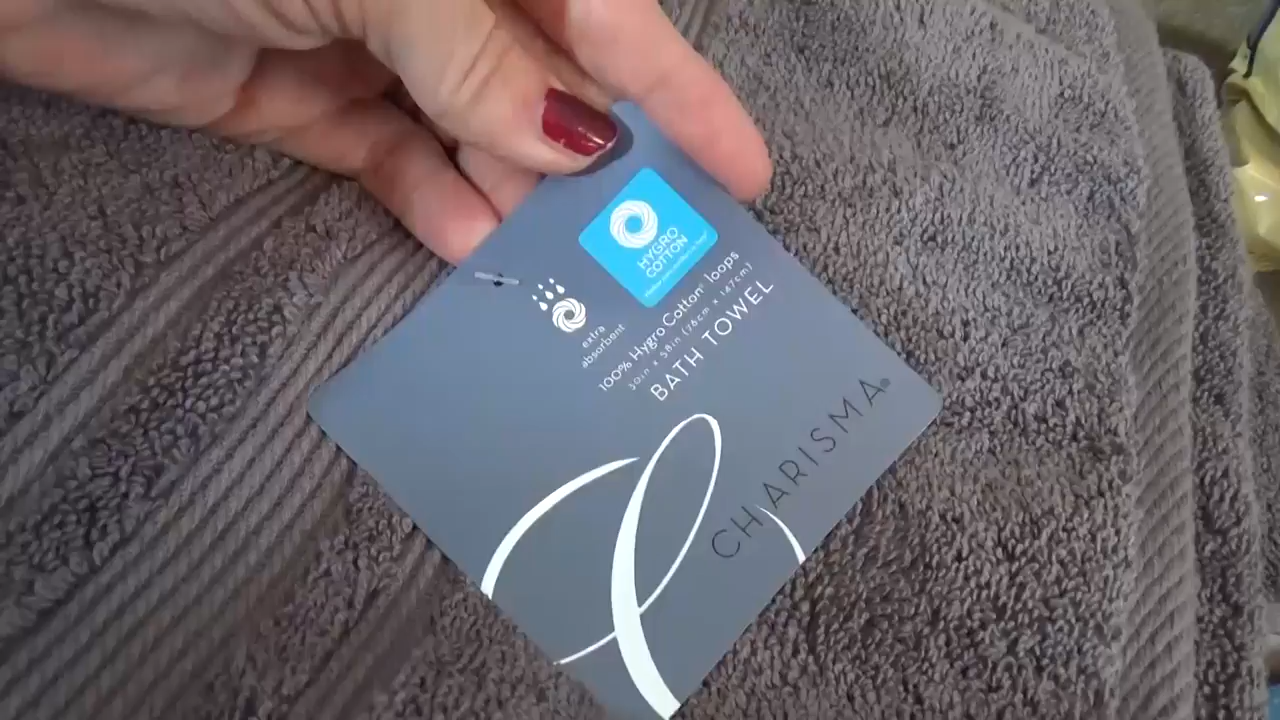 HYGRO
COTTON
extra
absorbent
100% Hygro Cotton® loops
30in x 58in (76cm x 147cm)
BATH TOWEL
CHARISMA®